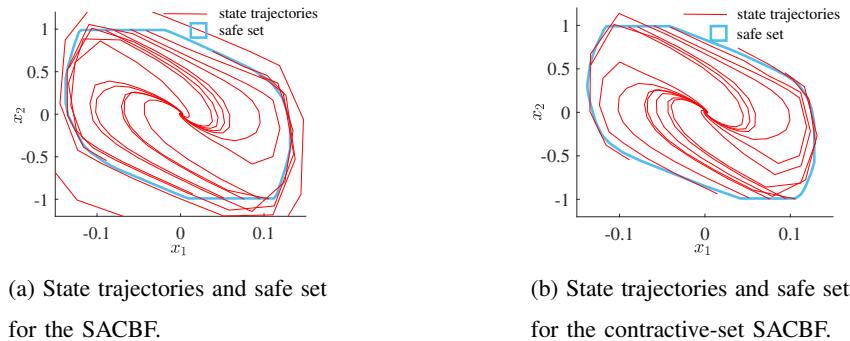 state trajectories
safe set
1
0.5
0
-0.5
-1
x2
-0.1
0
0.1
x1
(a) State trajectories and safe set
for the SACBF.
state trajectories
safe set
1
0.5
0
-0.5
-1
x2
-0.1
0
0.1
x1
(b) State trajectories and safe set
for the contractive-set SACBF.